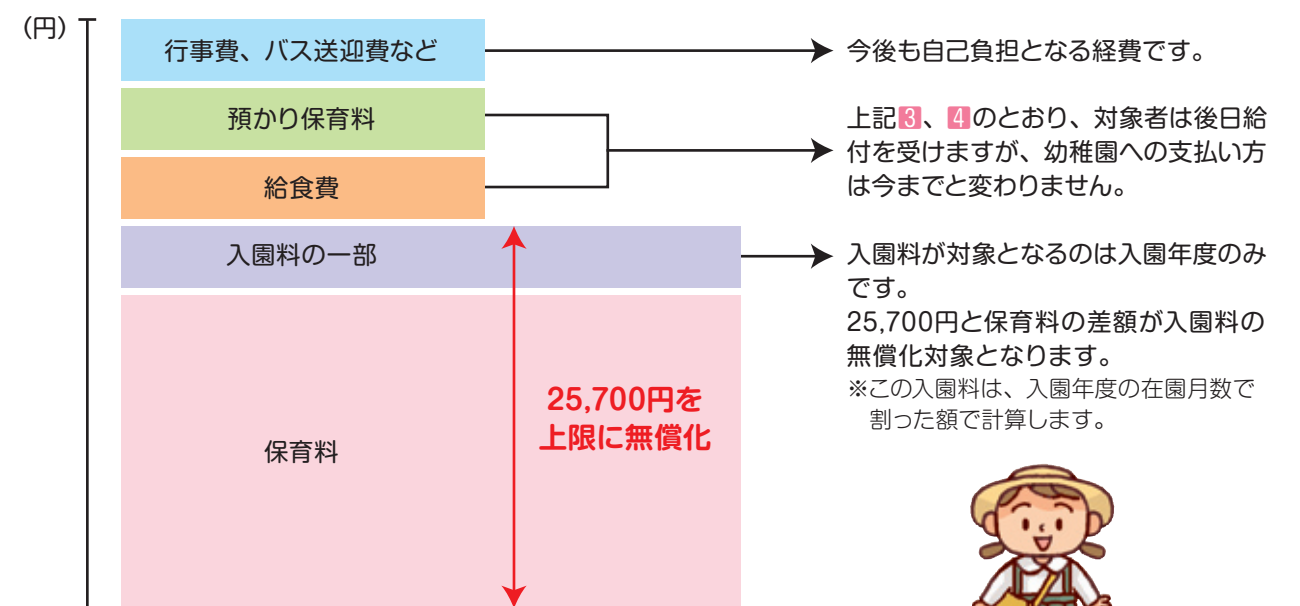 (円)
行事費、バス送迎費など
今後も自己負担となる経費です。
預かり保育料
給食費
上記3、4のとおり、対象者は後日給
付を受けますが、幼稚園への支払い方
は今までと変わりません。
入園料の一部
入園料が対象となるのは入園年度のみ
です。
25,700円と保育料の差額が入園料の
無償化対象となります。
※この入園料は、入園年度の在園月数で
割った額で計算します。
25,700円を
上限に無償化
保育料